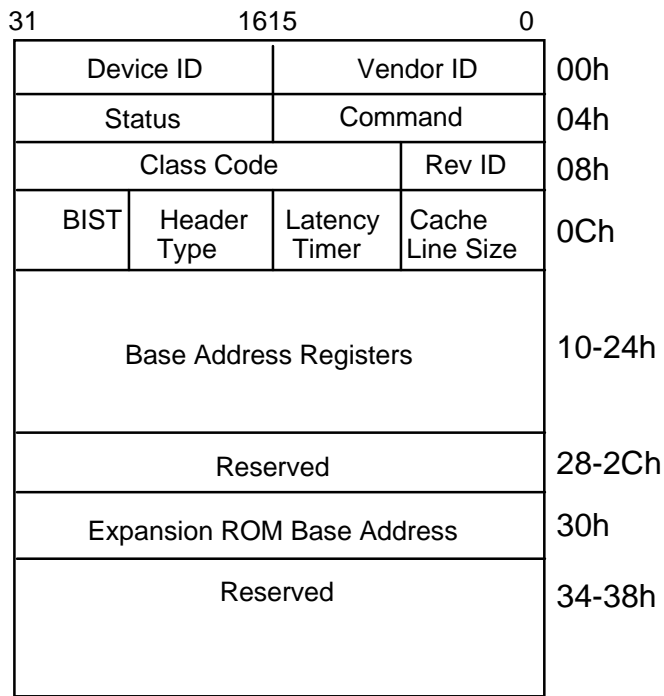 31 1615 0
Device ID Vendor ID 00h
Status Command 04h
Class Code Rev ID 08h
BIST Header Latency Cache 0Ch
Type Timer Line Size
Base Address Registers 10-24h
Reserved 28-2Ch
Expansion ROM Base Address 30h
Reserved 34-38h